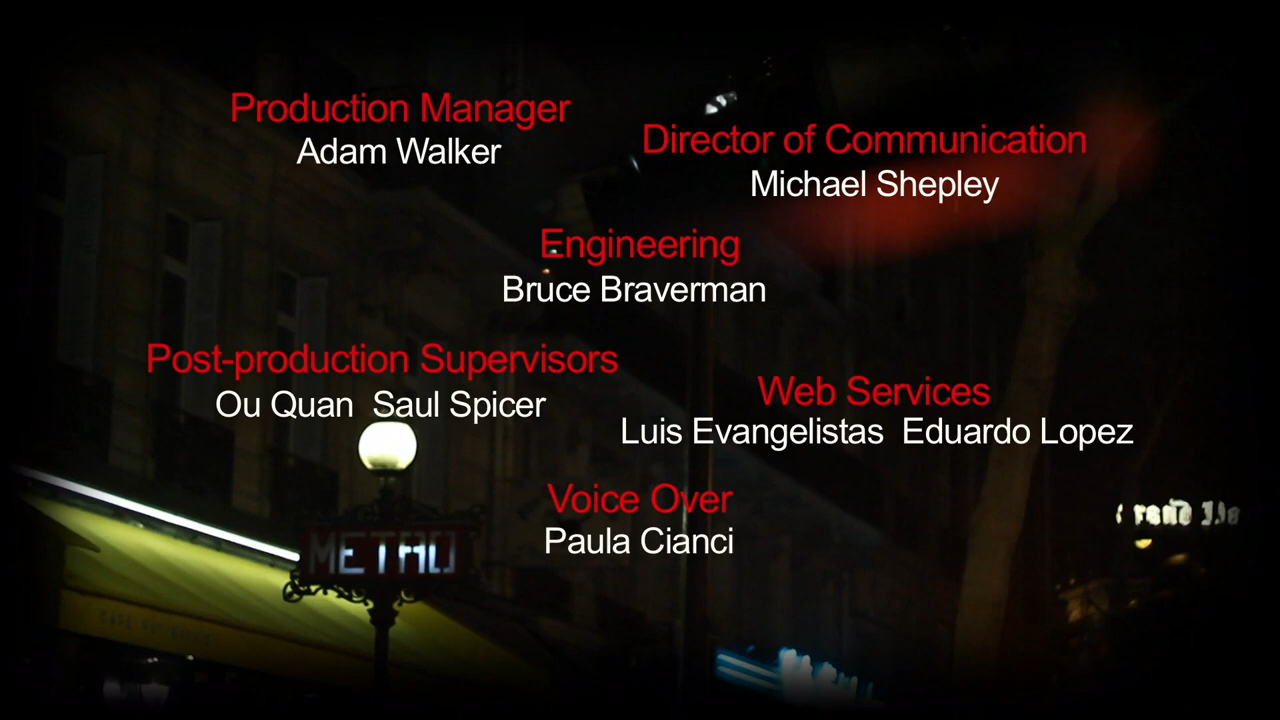 Production Manager
Adam Walker
Director of Communication
Michael Shepley
Engineering
Bruce Braverman
Post-production Supervisors
Ou Quan Saul Spicer
Web Services
Luis Evangelistas Eduardo Lopez
Voice Over
Paula Cianci
METRO